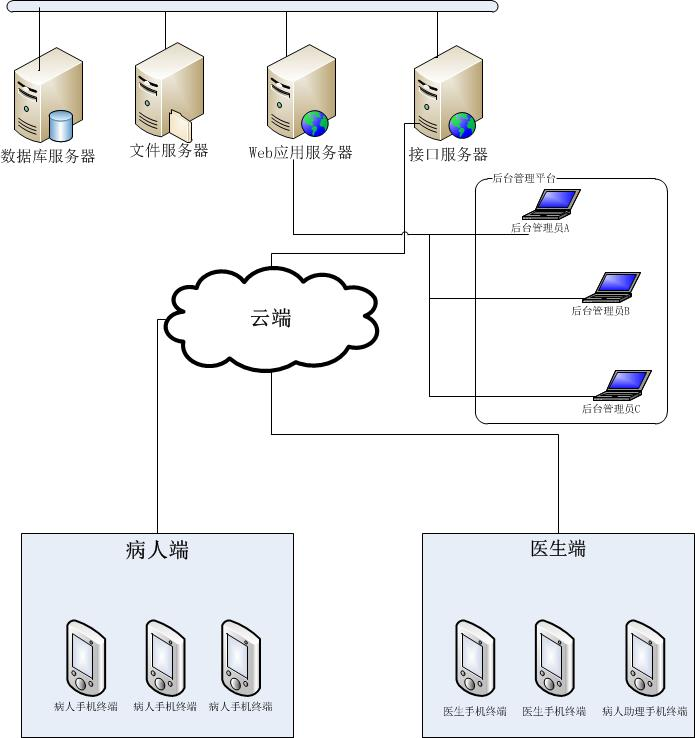 数据库服务器
文件服务器
Web应用服务器
接口服务器
后台管理平台
后台管理员A
后台管理员B
后台管理员C
云端
病人端
病人手机终端
病人手机终端
病人手机终端
医生端
医生手机终端
医生手机终端
病人助理手机终端